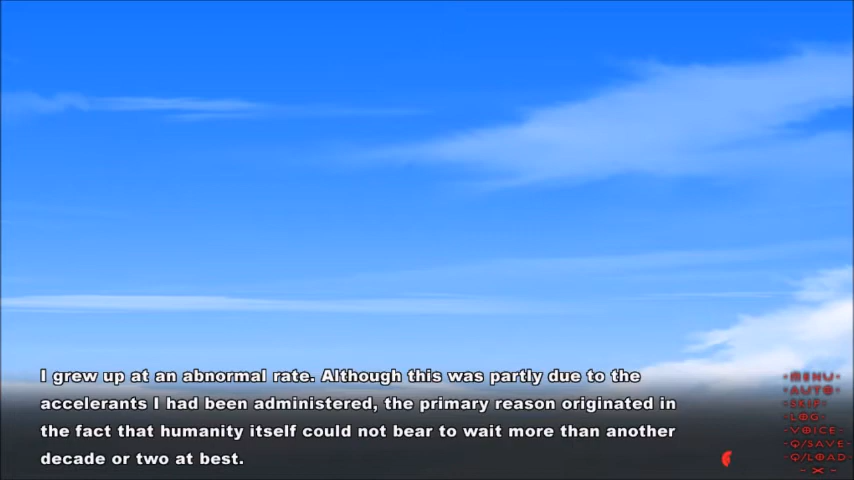 I grew up at an abnormal rate. Although this was partly due to the
accelerants I had been administered, the primary reason originated in
the fact that humanity itself could not bear to wait more than another
decade or two at best.
-MENU-
-AUTO-
-SKIP-
-LOG-
-VOICE-
-Q/SAVE-
-Q/LOAD-
-X-